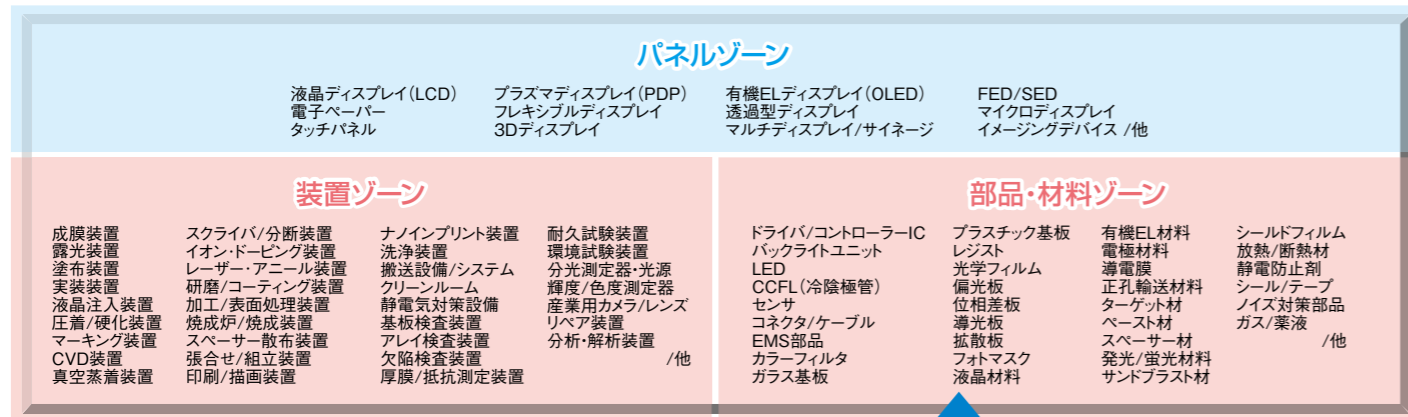 パネルゾーン
液晶ディスプレイ(LCD) プラズマディスプレイ(PDP) 有機ELディスプレイ(OLED) FED/SED
電子ペーパー フレキシブルディスプレイ 透過型ディスプレイ マイクロディスプレイ
タッチパネル 3Dディスプレイ マルチディスプレイ/サイネージ イメージングデバイス /他
装置ゾーン
成膜装置 スクライバ/分断装置 ナノインプリント装置 耐久試験装置
露光装置 イオン・ドーピング装置 洗浄装置 環境試験装置
塗布装置 レーザー・アニール装置 搬送設備/システム 分光測定器・光源
実装装置 研磨/コーティング装置 クリーンルーム 輝度/色度測定器
液晶注入装置 加工/表面処理装置 静電気対策設備 産業用カメラ/レンズ
圧着/硬化装置 焼成炉/焼成装置 基板検査装置 リペア装置
マーキング装置 スペーサー散布装置 アレイ検査装置 分析・解析装置
CVD装置 張合せ/組立装置 欠陥検査装置 /他
真空蒸着装置 印刷/描画装置 厚膜/抵抗測定装置
部品・材料ゾーン
ドライバ/コントローラーIC プラスチック基板 有機EL材料 シールドフィルム
バックライトユニット レジスト 電極材料 放熱/断熱材
LED 光学フィルム 導電膜 静電防止剤
CCFL(冷陰極管) 偏光板 正孔輸送材料 シール/テープ
センサ 位相差板 ターゲット材 ノイズ対策部品
コネクタ/ケーブル 導光板 ペースト材 ガス/薬液
EMS部品 拡散板 スペーサー材 /他
カラーフィルタ フォトマスク 発光/蛍光材料
ガラス基板 液晶材料 サンドブラスト材